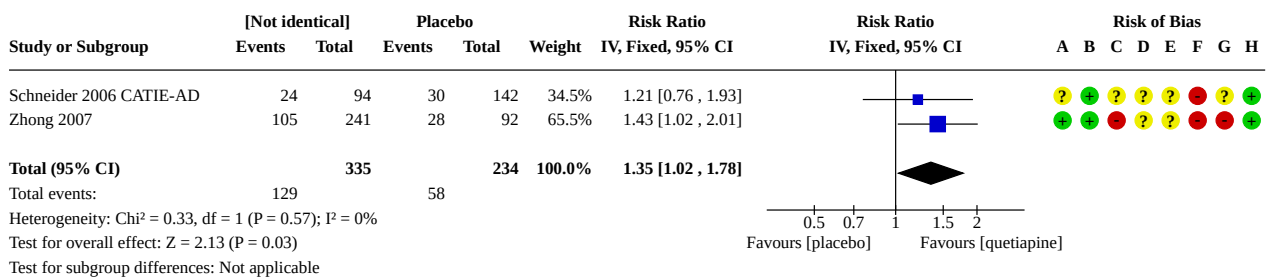 [Not identical] Placebo Risk Ratio Risk Ratio Risk of Bias
Study or Subgroup Events Total Events Total Weight IV, Fixed, 95% CI IV, Fixed, 95% CI A B C D E F G H
Schneider 2006 CATIE-AD 24 94 30 142 34.5% 1.21 [0.76 , 1.93] ? + ? ? ? - ? +
Zhong 2007 105 241 28 92 65.5% 1.43 [1.02 , 2.01] + + - ? ? - - +
Total (95% CI) 335 234 100.0% 1.35 [1.02 , 1.78]
Total events: 129 58
Heterogeneity: Chi² = 0.33, df = 1 (P = 0.57); I² = 0%
0.5 0.7 1 1.5 2
Test for overall effect: Z = 2.13 (P = 0.03) Favours [placebo] Favours [quetiapine]
Test for subgroup differences: Not applicable